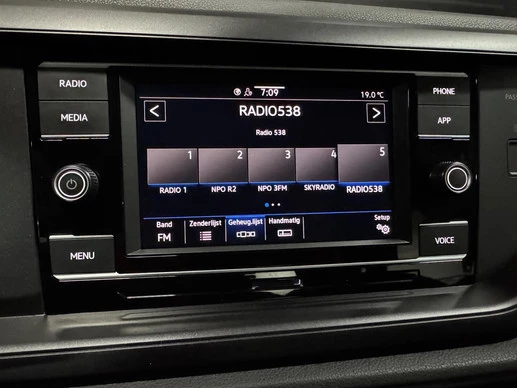 RADIO
MEDIA
MENU
7:09
19.0 °C
RADIO538
Radio 538
1 2 3 4 5
RADIO 1 NPO R2 NPO 3FM SKYRADIO RADIO538
Band Zenderlijst Geheug.lijst Handmatig Setup
FM
PHONE
APP
VOICE
PASS